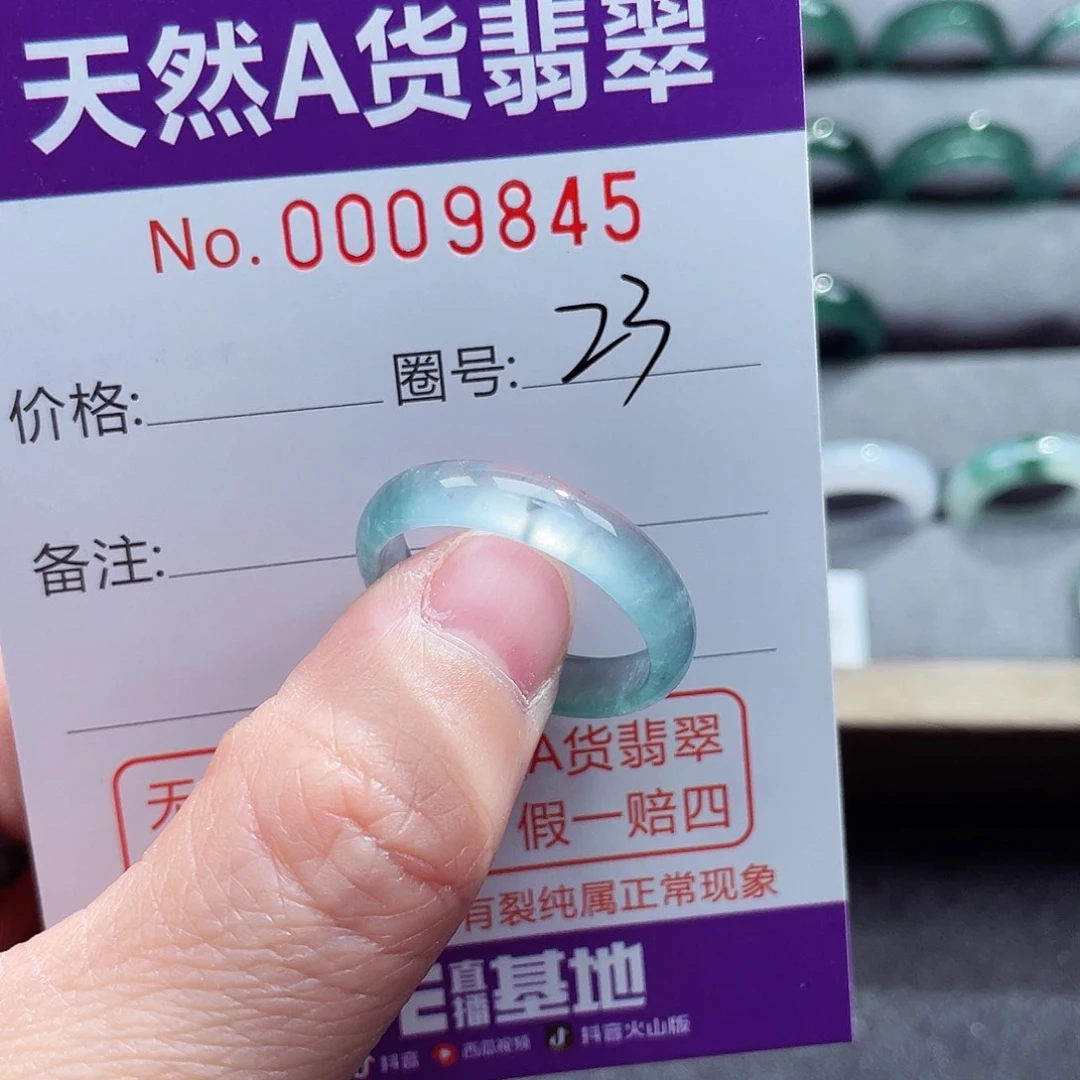 天然A货翡翠
No. 0009845
价格: 圈号: 23
备注:
A货翡翠
假一赔四
有裂纯属正常现象
直播基地
抖音 西瓜视频 抖音火山版